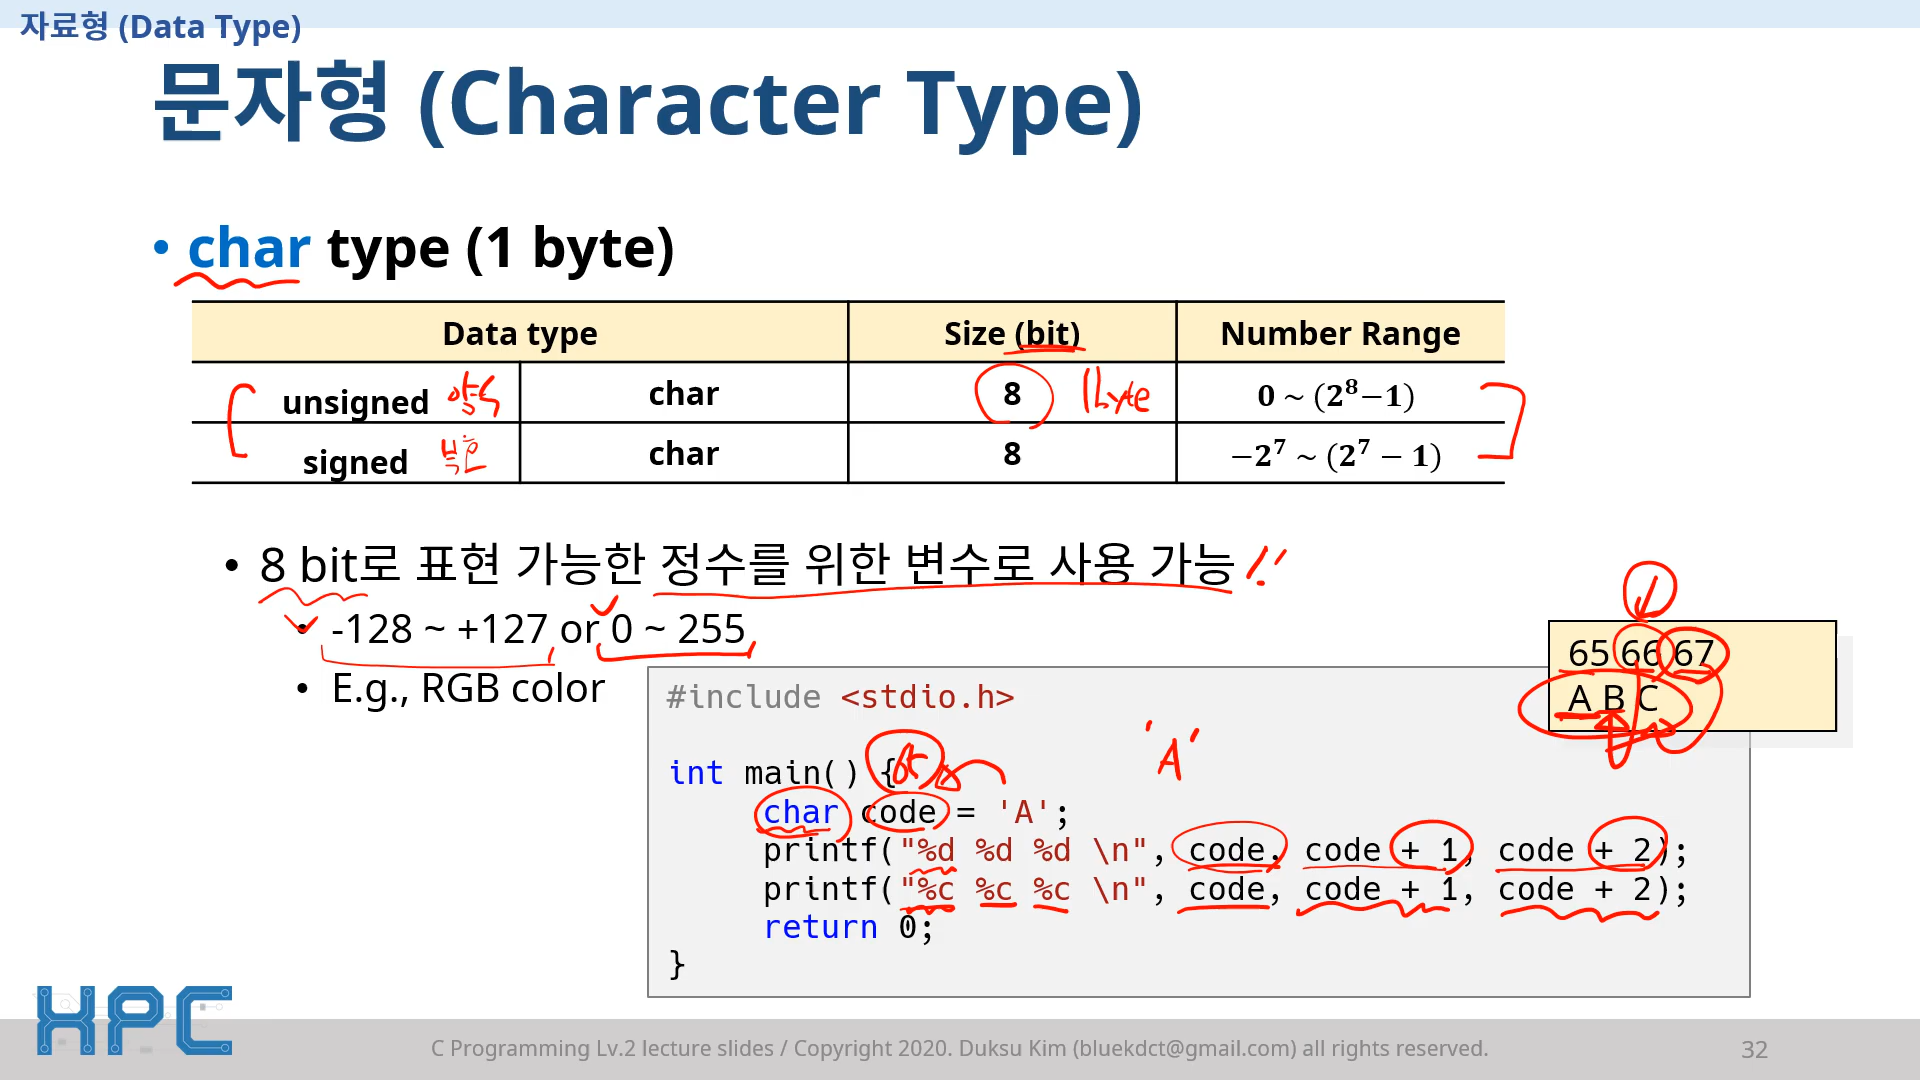 자료형 (Data Type)
문자형 (Character Type)
• char type (1 byte)
Data type Size (bit) Number Range
unsigned 양수 char 8 1byte 0 ~ (2⁸−1)
signed char 8 −2⁷ ~ (2⁷ − 1)
• 8 bit로 표현 가능한 정수를 위한 변수로 사용 가능!!
• -128 ~ +127 or 0 ~ 255
• E.g., RGB color
65 66 67
A B C
#include <stdio.h>
'A'
int main() {
char code = 'A';
printf("%d %d %d \n", code, code + 1, code + 2);
printf("%c %c %c \n", code, code + 1, code + 2);
return 0;
}
HPC
C Programming Lv.2 lecture slides / Copyright 2020. Duksu Kim (bluekdct@gmail.com) all rights reserved.
32